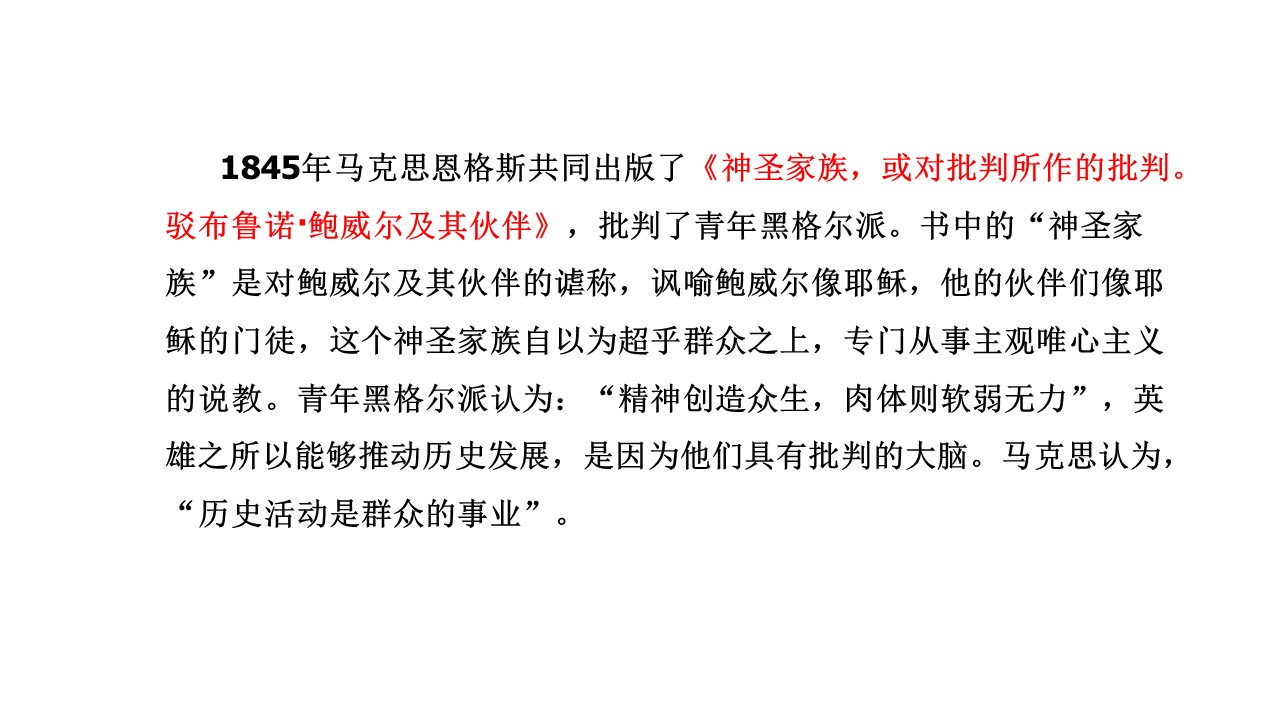 1845年马克思恩格斯共同出版了《神圣家族，或对批判所作的批判。
驳布鲁诺·鲍威尔及其伙伴》，批判了青年黑格尔派。书中的“神圣家
族”是对鲍威尔及其伙伴的谑称，讽喻鲍威尔像耶稣，他的伙伴们像耶
稣的门徒，这个神圣家族自以为超乎群众之上，专门从事主观唯心主义
的说教。青年黑格尔派认为：“精神创造众生，肉体则软弱无力”，英
雄之所以能够推动历史发展，是因为他们具有批判的大脑。马克思认为，
“历史活动是群众的事业”。